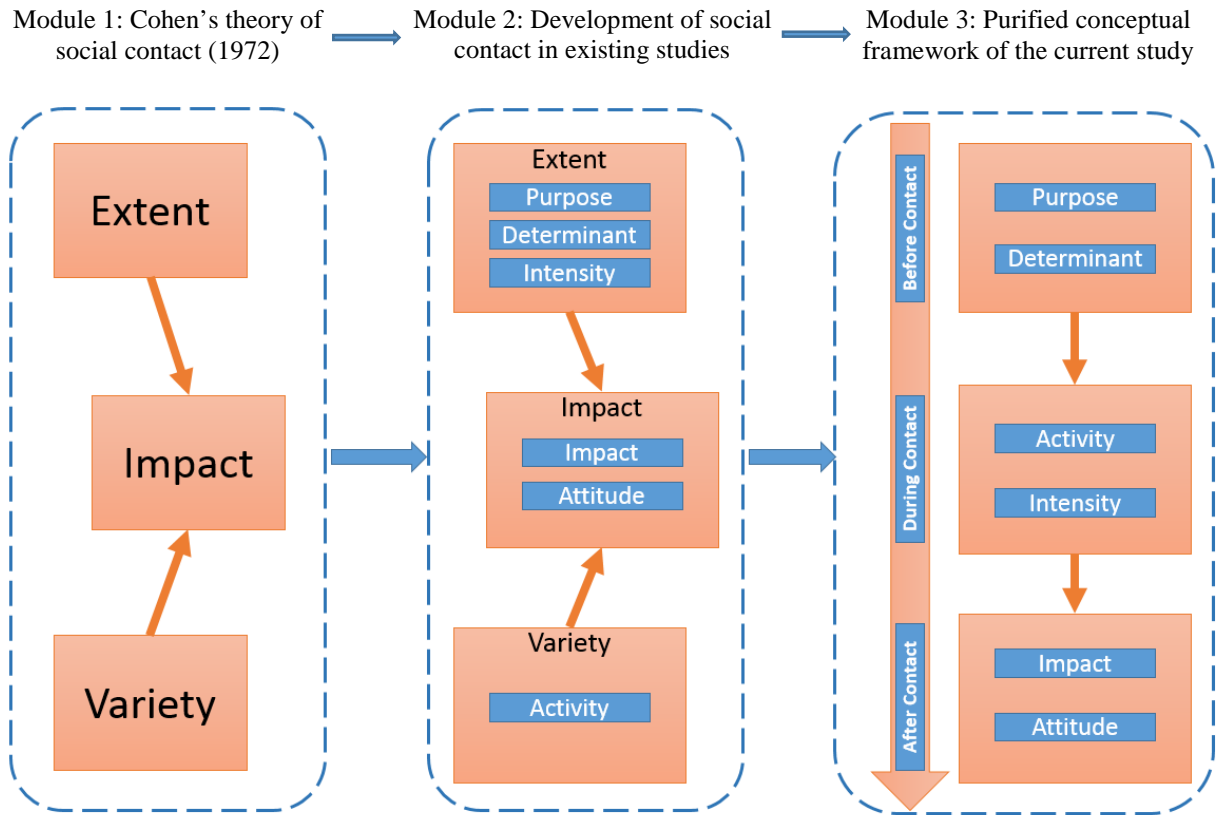 Module 1: Cohen’s theory of
social contact (1972)
Module 2: Development of social
contact in existing studies
Module 3: Purified conceptual
framework of the current study
Extent
Impact
Variety
Extent
Purpose
Determinant
Intensity
Impact
Impact
Attitude
Variety
Activity
Before Contact
During Contact
After Contact
Purpose
Determinant
Activity
Intensity
Impact
Attitude